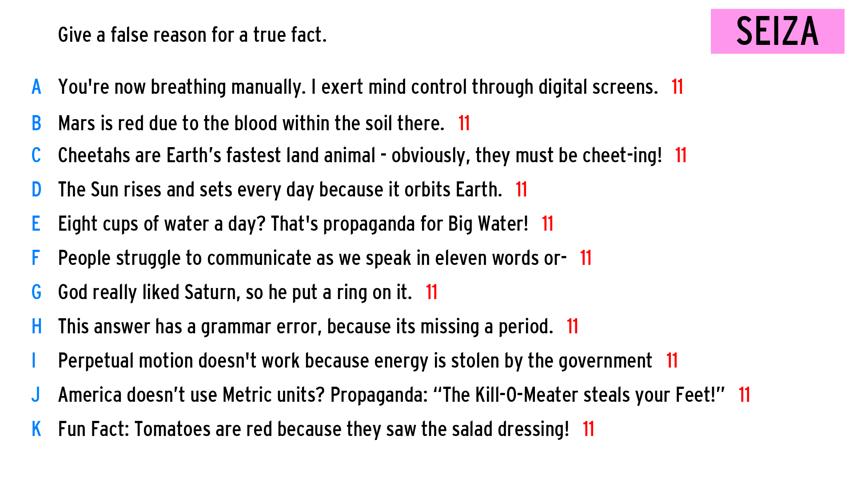 Give a false reason for a true fact.
SEIZA
A You're now breathing manually. I exert mind control through digital screens. 11
B Mars is red due to the blood within the soil there. 11
C Cheetahs are Earth’s fastest land animal - obviously, they must be cheet-ing! 11
D The Sun rises and sets every day because it orbits Earth. 11
E Eight cups of water a day? That's propaganda for Big Water! 11
F People struggle to communicate as we speak in eleven words or- 11
G God really liked Saturn, so he put a ring on it. 11
H This answer has a grammar error, because its missing a period. 11
I Perpetual motion doesn't work because energy is stolen by the government 11
J America doesn’t use Metric units? Propaganda: “The Kill-O-Meater steals your Feet!” 11
K Fun Fact: Tomatoes are red because they saw the salad dressing! 11